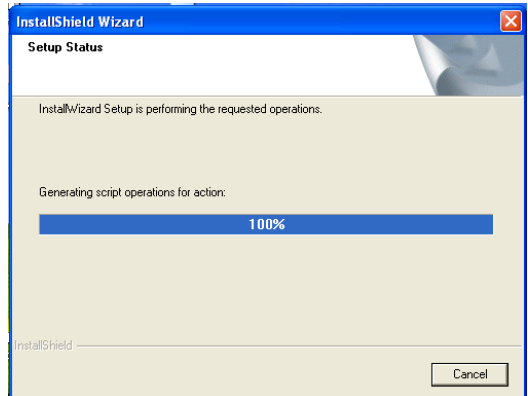 InstallShield Wizard
Setup Status
InstallWizard Setup is performing the requested operations.
Generating script operations for action:
100%
InstallShield
Cancel